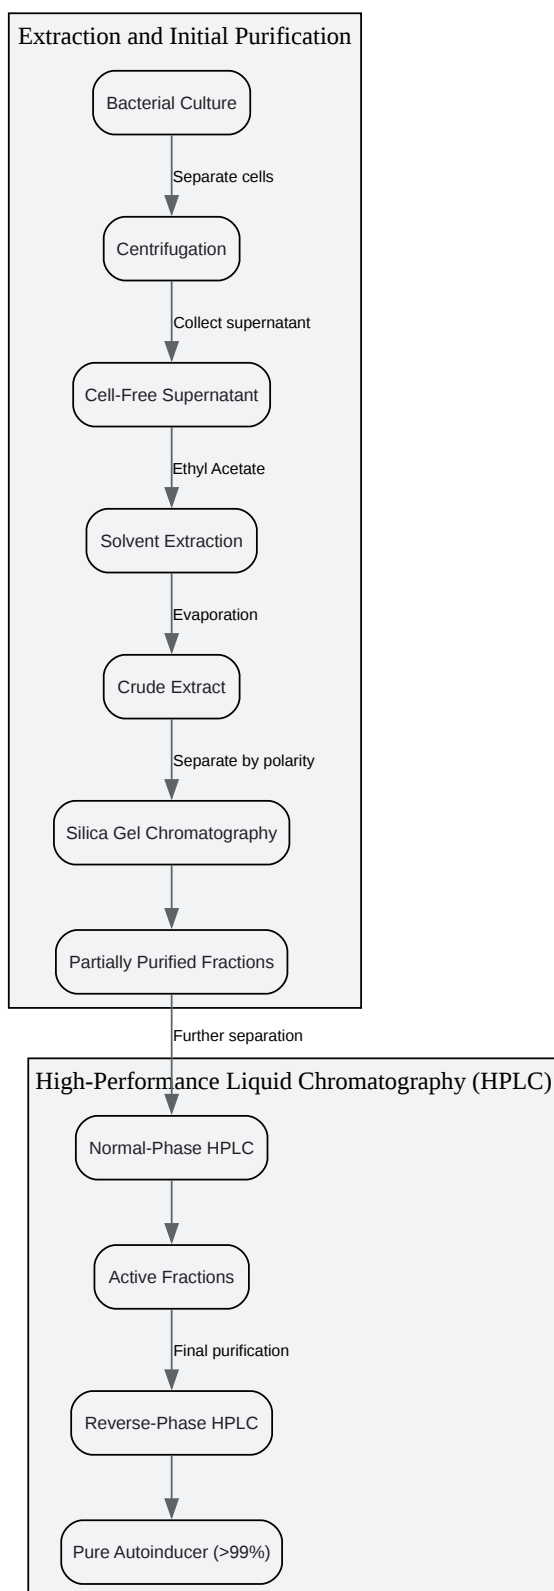 Extraction and Initial Purification
Bacterial Culture
Separate cells
Centrifugation
Collect supernatant
Cell-Free Supernatant
Ethyl Acetate
Solvent Extraction
Evaporation
Crude Extract
Separate by polarity
Silica Gel Chromatography
Partially Purified Fractions
Further separation
High-Performance Liquid Chromatography (HPLC)
Normal-Phase HPLC
Active Fractions
Final purification
Reverse-Phase HPLC
Pure Autoinducer (>99%)